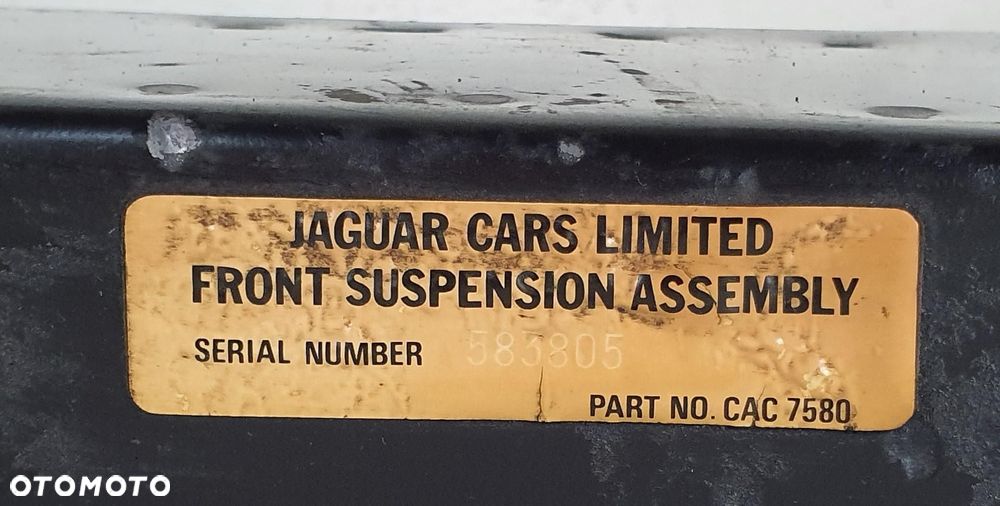 JAGUAR CARS LIMITED
FRONT SUSPENSION ASSEMBLY
SERIAL NUMBER 583805
PART NO. CAC 7580
OTOMOTO